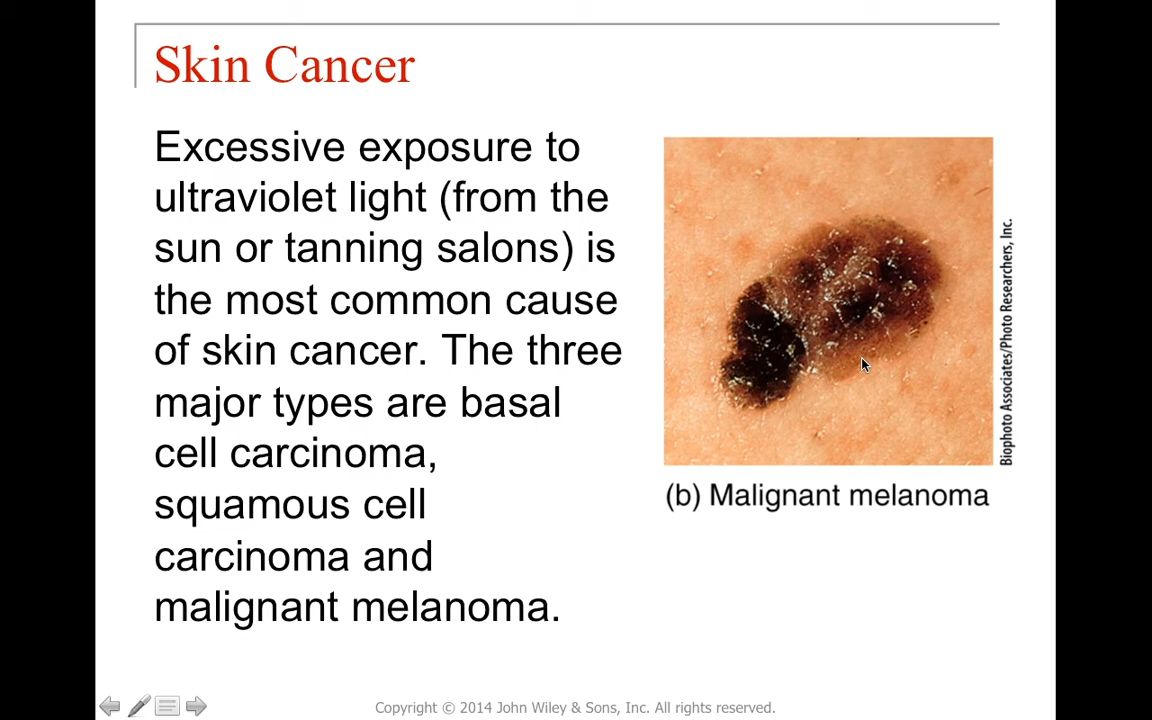 Skin Cancer
Excessive exposure to
ultraviolet light (from the
sun or tanning salons) is
the most common cause
of skin cancer. The three
major types are basal
cell carcinoma,
squamous cell
carcinoma and
malignant melanoma.
Biophoto Associates/Photo Researchers, Inc.
(b) Malignant melanoma
Copyright © 2014 John Wiley & Sons, Inc. All rights reserved.